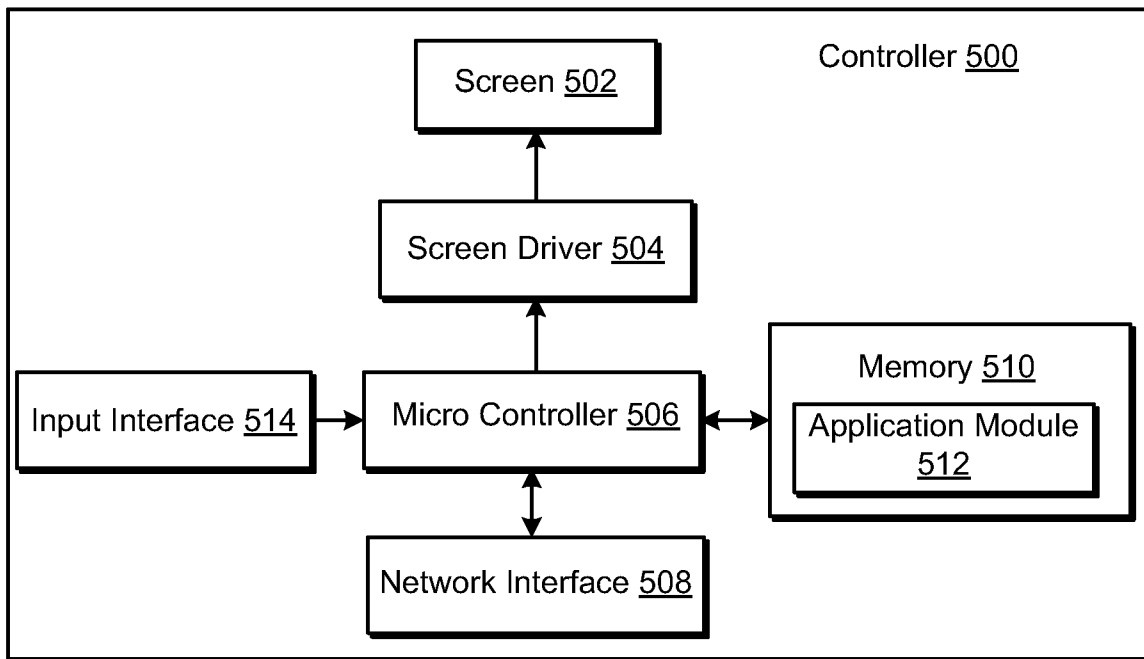 Controller 500
Screen 502
Screen Driver 504
Memory 510
Input Interface 514
Micro Controller 506
Application Module
512
Network Interface 508